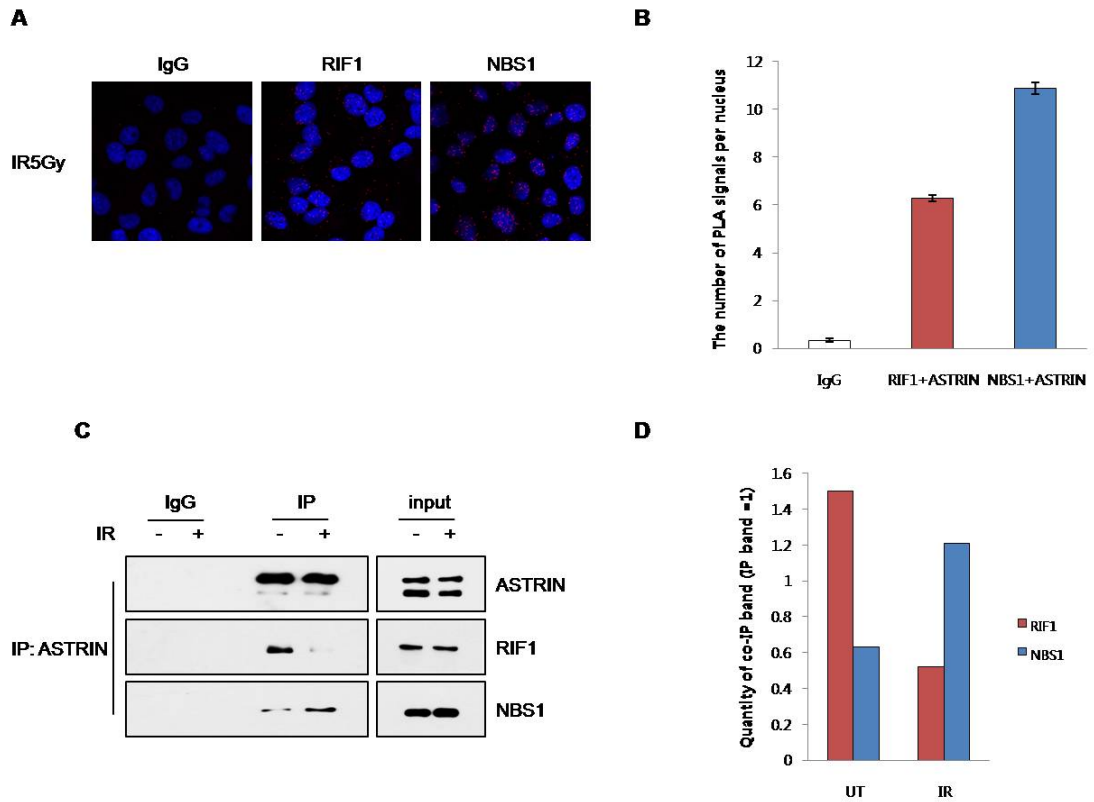 A
IgG RIF1 NBS1
IR5Gy
B
The number of PLA signals per nucleus
12
10
8
6
4
2
0
IgG RIF1+ASTRIN NBS1+ASTRIN
C
IgG IP input
IR - + - + - +
IP: ASTRIN
ASTRIN
RIF1
NBS1
D
Quantity of co-IP band (IP band =1)
1.6
1.4
1.2
1
0.8
0.6
0.4
0.2
0
UT IR
RIF1
NBS1